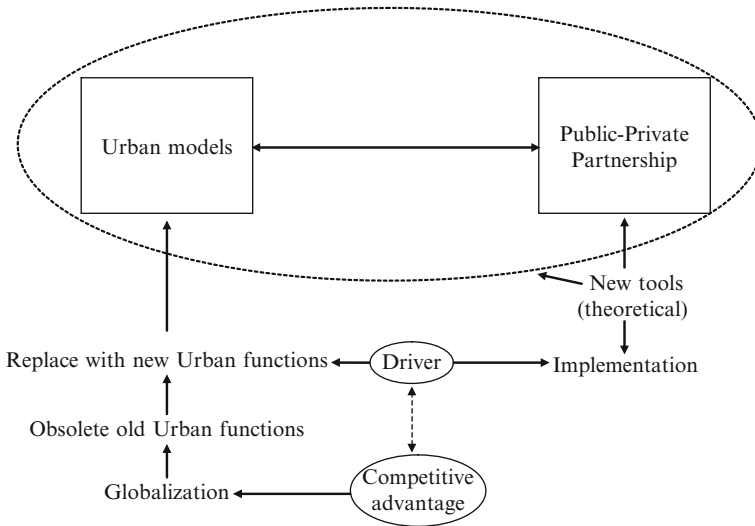 Urban models
Public-Private
Partnership
New tools
(theoretical)
Replace with new Urban functions
Driver
Implementation
Obsolete old Urban functions
Globalization
Competitive
advantage